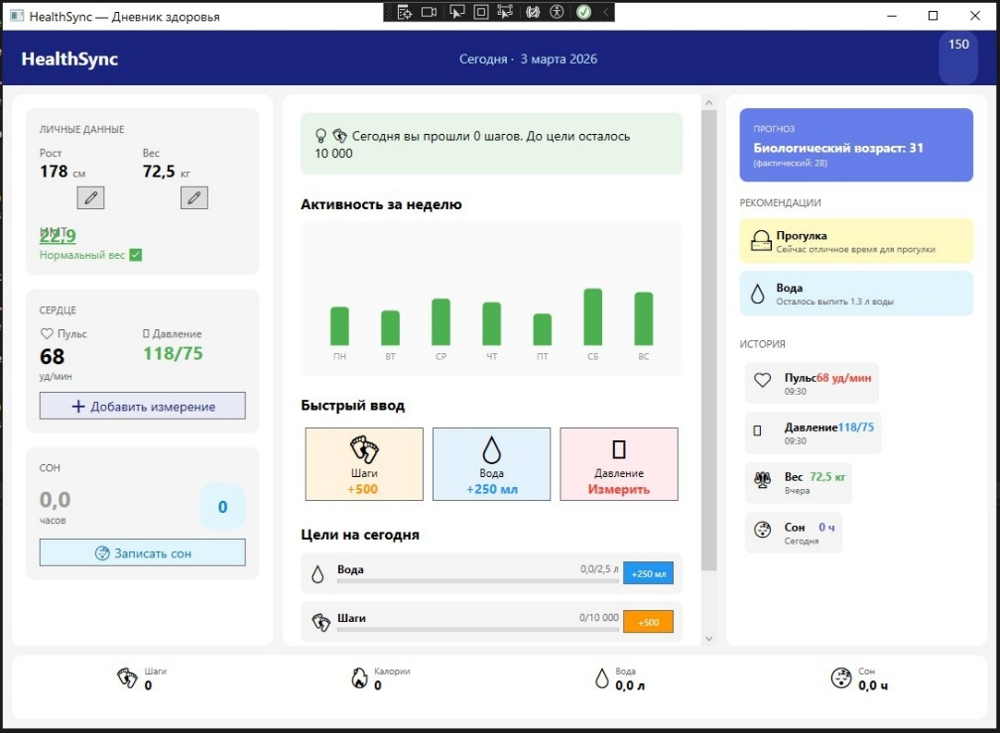 HealthSync — Дневник здоровья
HealthSync
Сегодня · 3 марта 2026
150
ЛИЧНЫЕ ДАННЫЕ
Рост
Вес
178 см
72,5 кг
ИМТ
22,9
Нормальный вес
СЕРДЦЕ
Пульс
Давление
68
118/75
уд/мин
Добавить измерение
СОН
0,0
часов
0
Записать сон
Сегодня вы прошли 0 шагов. До цели осталось
10 000
Активность за неделю
ПН ВТ СР ЧТ ПТ СБ ВС
Быстрый ввод
Шаги
+500
Вода
+250 мл
Давление
Измерить
Цели на сегодня
Вода
0,0/2,5 л
+250 мл
Шаги
0/10 000
+500
ПРОГНОЗ
Биологический возраст: 31
(фактический: 28)
РЕКОМЕНДАЦИИ
Прогулка
Сейчас отличное время для прогулки
Вода
Осталось выпить 1.3 л воды
ИСТОРИЯ
Пульс68 уд/мин
09:30
Давление118/75
09:30
Вес 72,5 кг
Вчера
Сон 0 ч
Сегодня
Шаги
0
Калории
0
Вода
0,0 л
Сон
0,0 ч